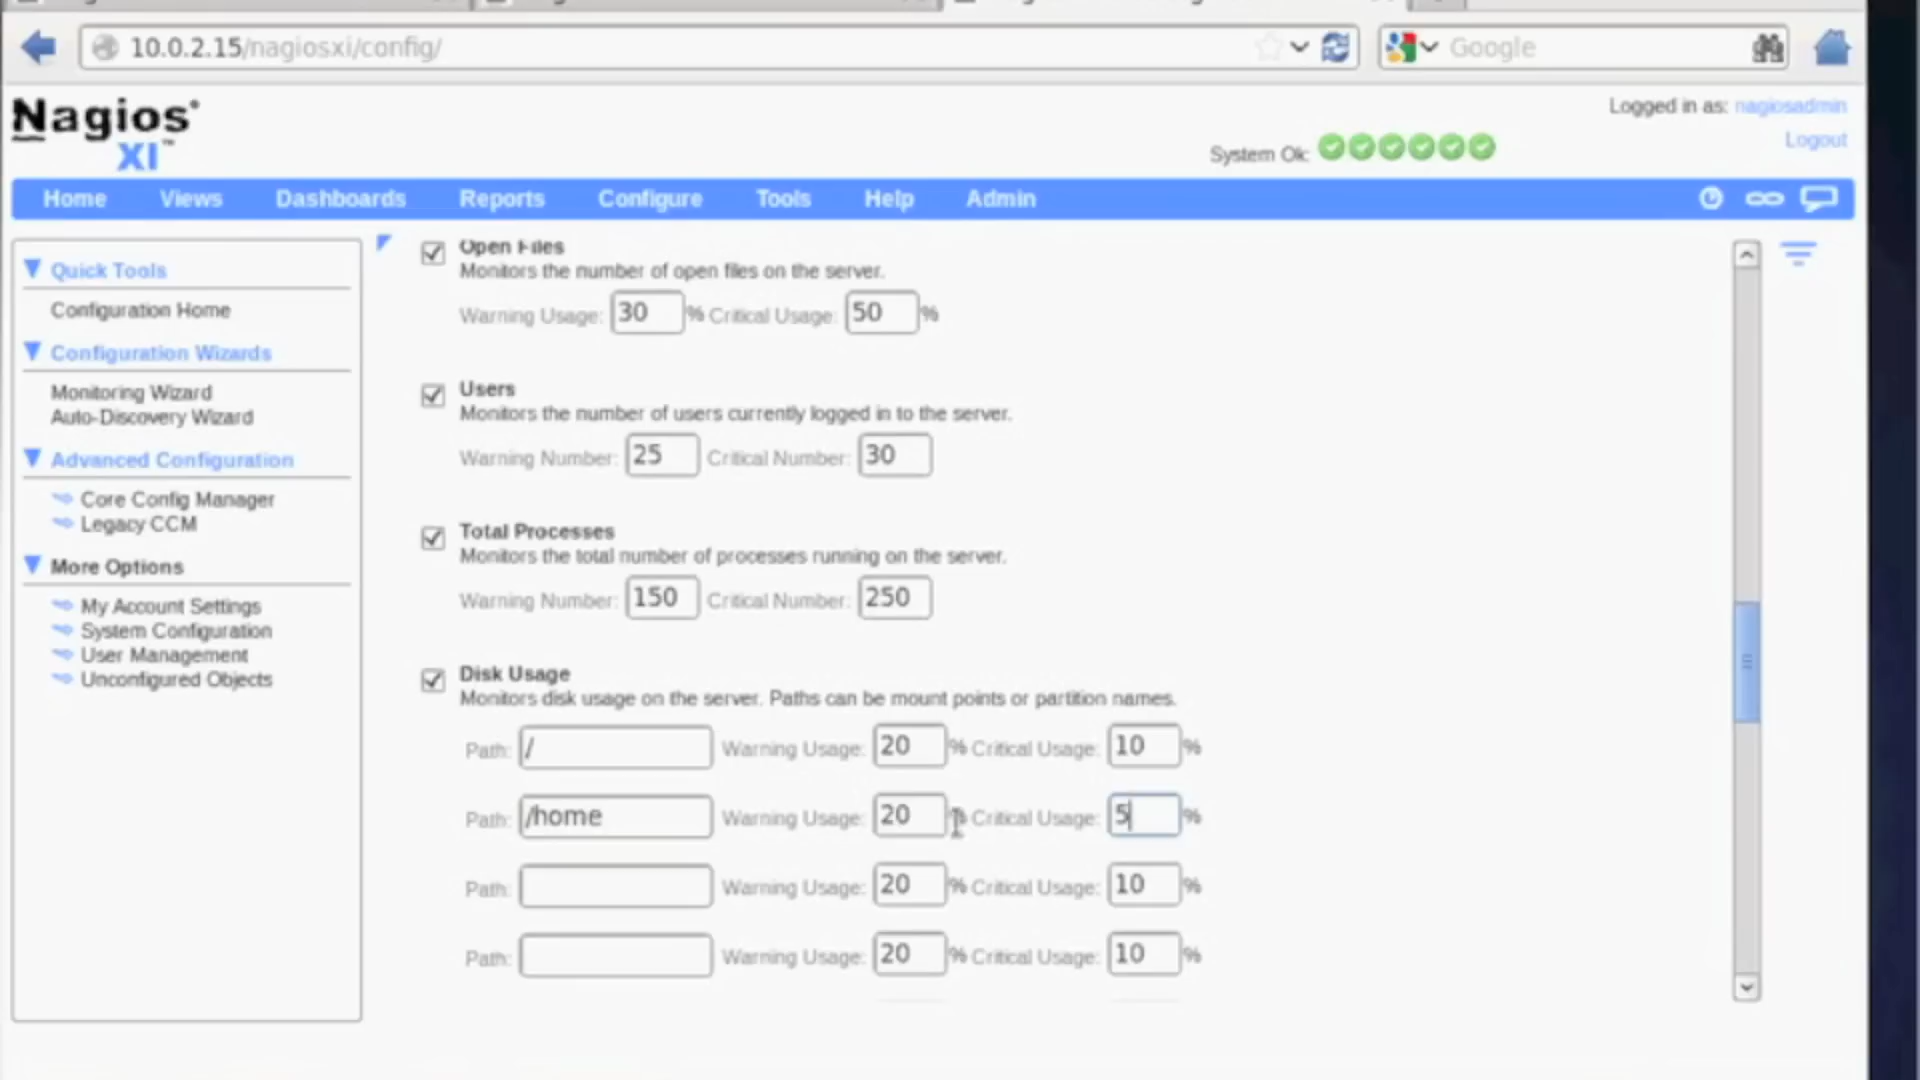 10.0.2.15/nagiosxi/config/
Google
Nagios®
XI™
Logged in as: nagiosadmin
System Ok:
Logout
Home Views Dashboards Reports Configure Tools Help Admin
Quick Tools
Configuration Home
Configuration Wizards
Monitoring Wizard
Auto-Discovery Wizard
Advanced Configuration
Core Config Manager
Legacy CCM
More Options
My Account Settings
System Configuration
User Management
Unconfigured Objects
Open Files
Monitors the number of open files on the server.
Warning Usage: 30 % Critical Usage: 50 %
Users
Monitors the number of users currently logged in to the server.
Warning Number: 25 Critical Number: 30
Total Processes
Monitors the total number of processes running on the server.
Warning Number: 150 Critical Number: 250
Disk Usage
Monitors disk usage on the server. Paths can be mount points or partition names.
Path: / Warning Usage: 20 % Critical Usage: 10 %
Path: /home Warning Usage: 20 % Critical Usage: 5 %
Path: Warning Usage: 20 % Critical Usage: 10 %
Path: Warning Usage: 20 % Critical Usage: 10 %